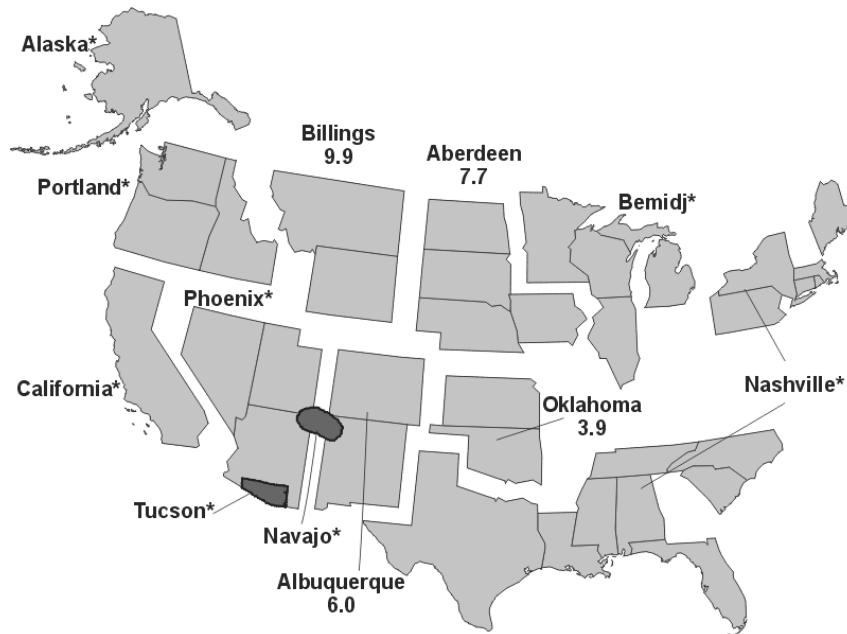 Alaska*
Billings
9.9
Aberdeen
7.7
Portland*
Bemidj*
Phoenix*
California*
Nashville*
Oklahoma
3.9
Tucson*
Navajo*
Albuquerque
6.0